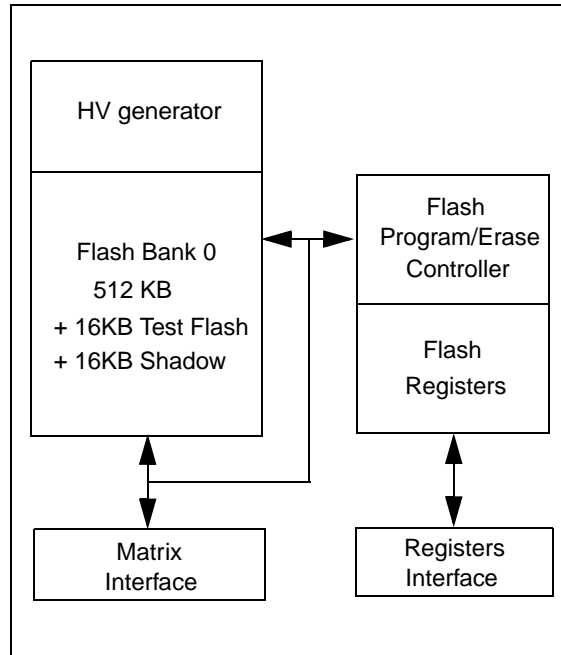 HV generator
Flash Bank 0
512 KB
+ 16KB Test Flash
+ 16KB Shadow
Flash
Program/Erase
Controller
Flash
Registers
Matrix
Interface
Registers
Interface